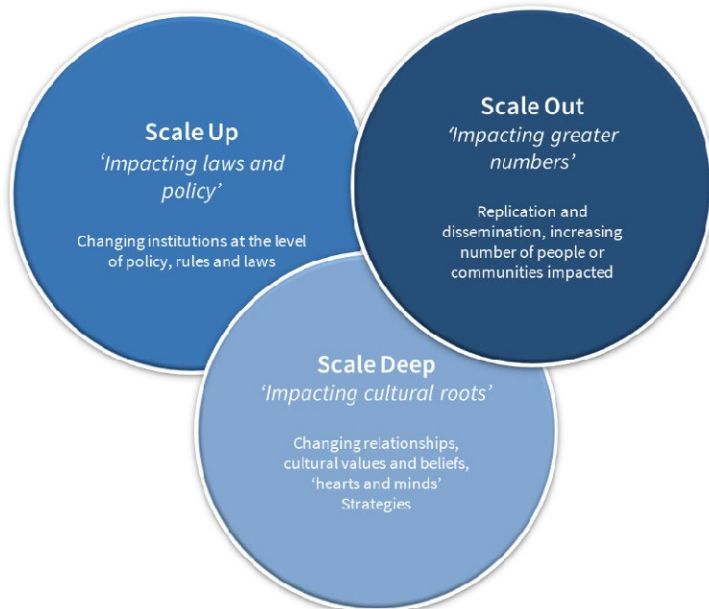 Scale Up
‘Impacting laws and
policy’
Changing institutions at the level
of policy, rules and laws
Scale Out
‘Impacting greater
numbers’
Replication and
dissemination, increasing
number of people or
communities impacted
Scale Deep
‘Impacting cultural roots’
Changing relationships,
cultural values and beliefs,
‘hearts and minds’
Strategies